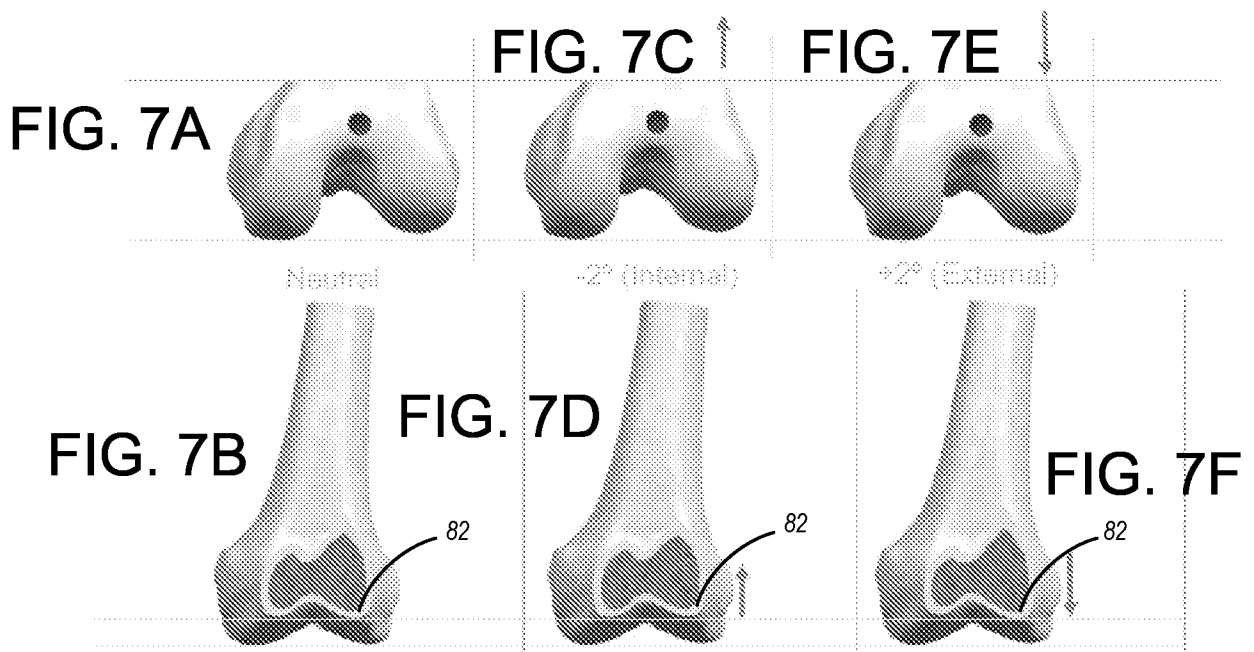 FIG. 7C
FIG. 7E
FIG. 7A
Neutral
-2° (Internal)
+2° (External)
FIG. 7D
FIG. 7B
FIG. 7F
82
82
82